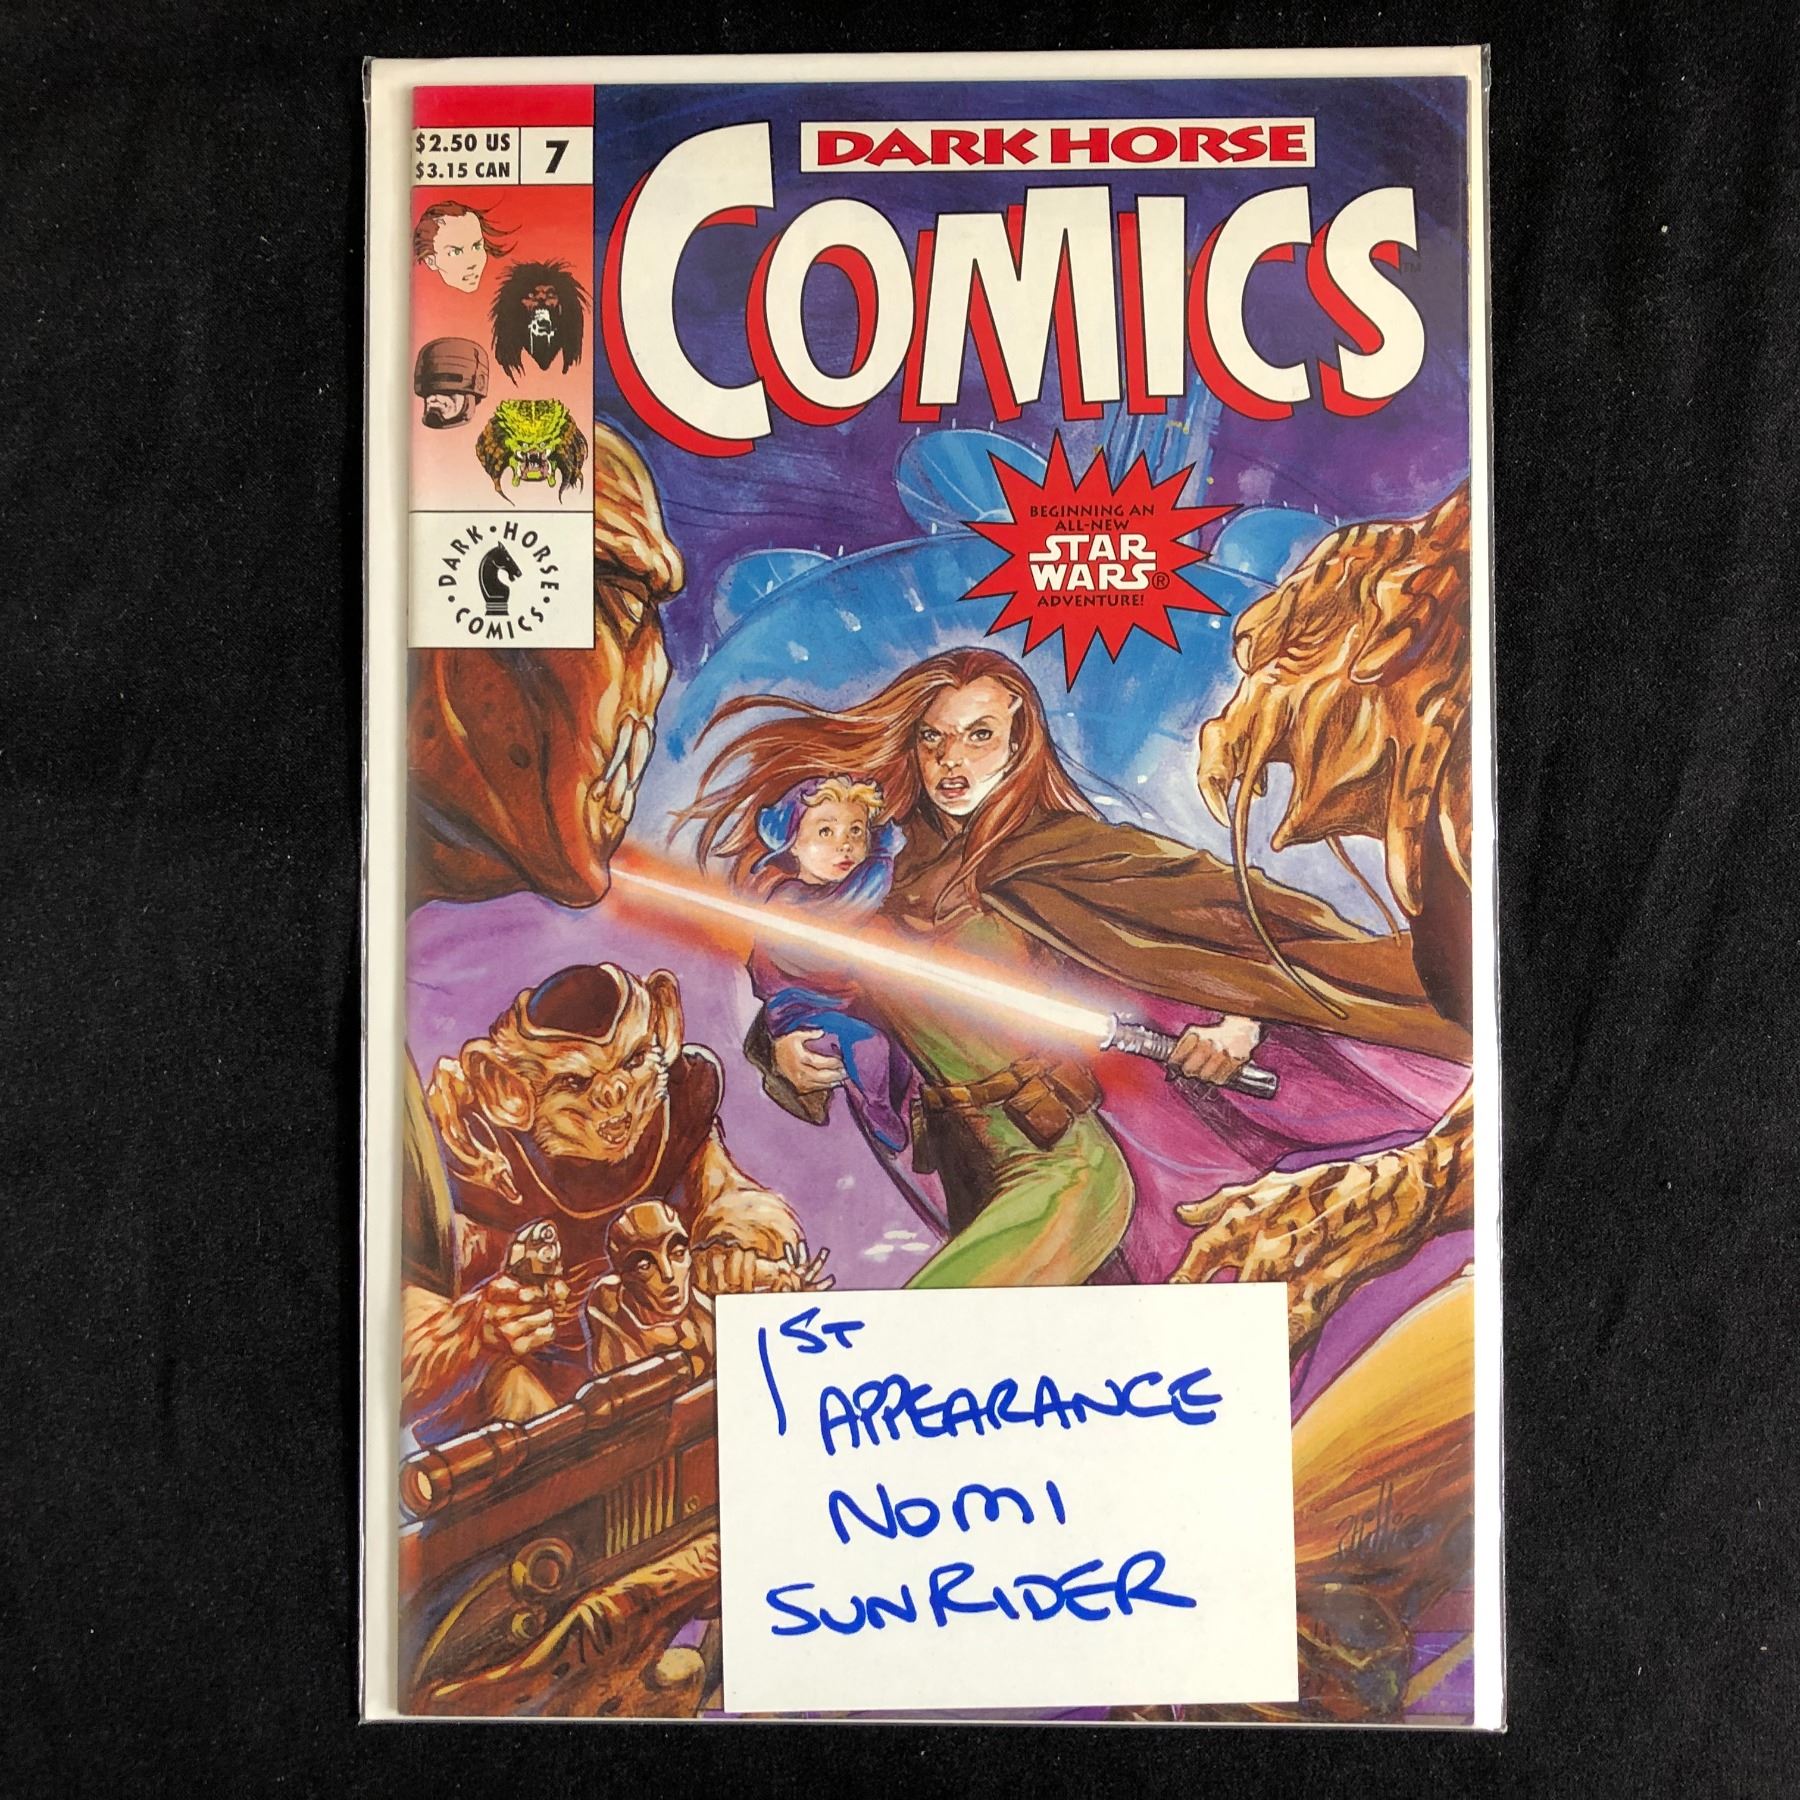 $2.50 US
$3.15 CAN
7
DARK HORSE
COMICS
TM
DARK · HORSE · COMICS ·
BEGINNING AN
ALL-NEW
STAR
WARS®
ADVENTURE!
1ST
APPEARANCE
NOMI
SUNRIDER